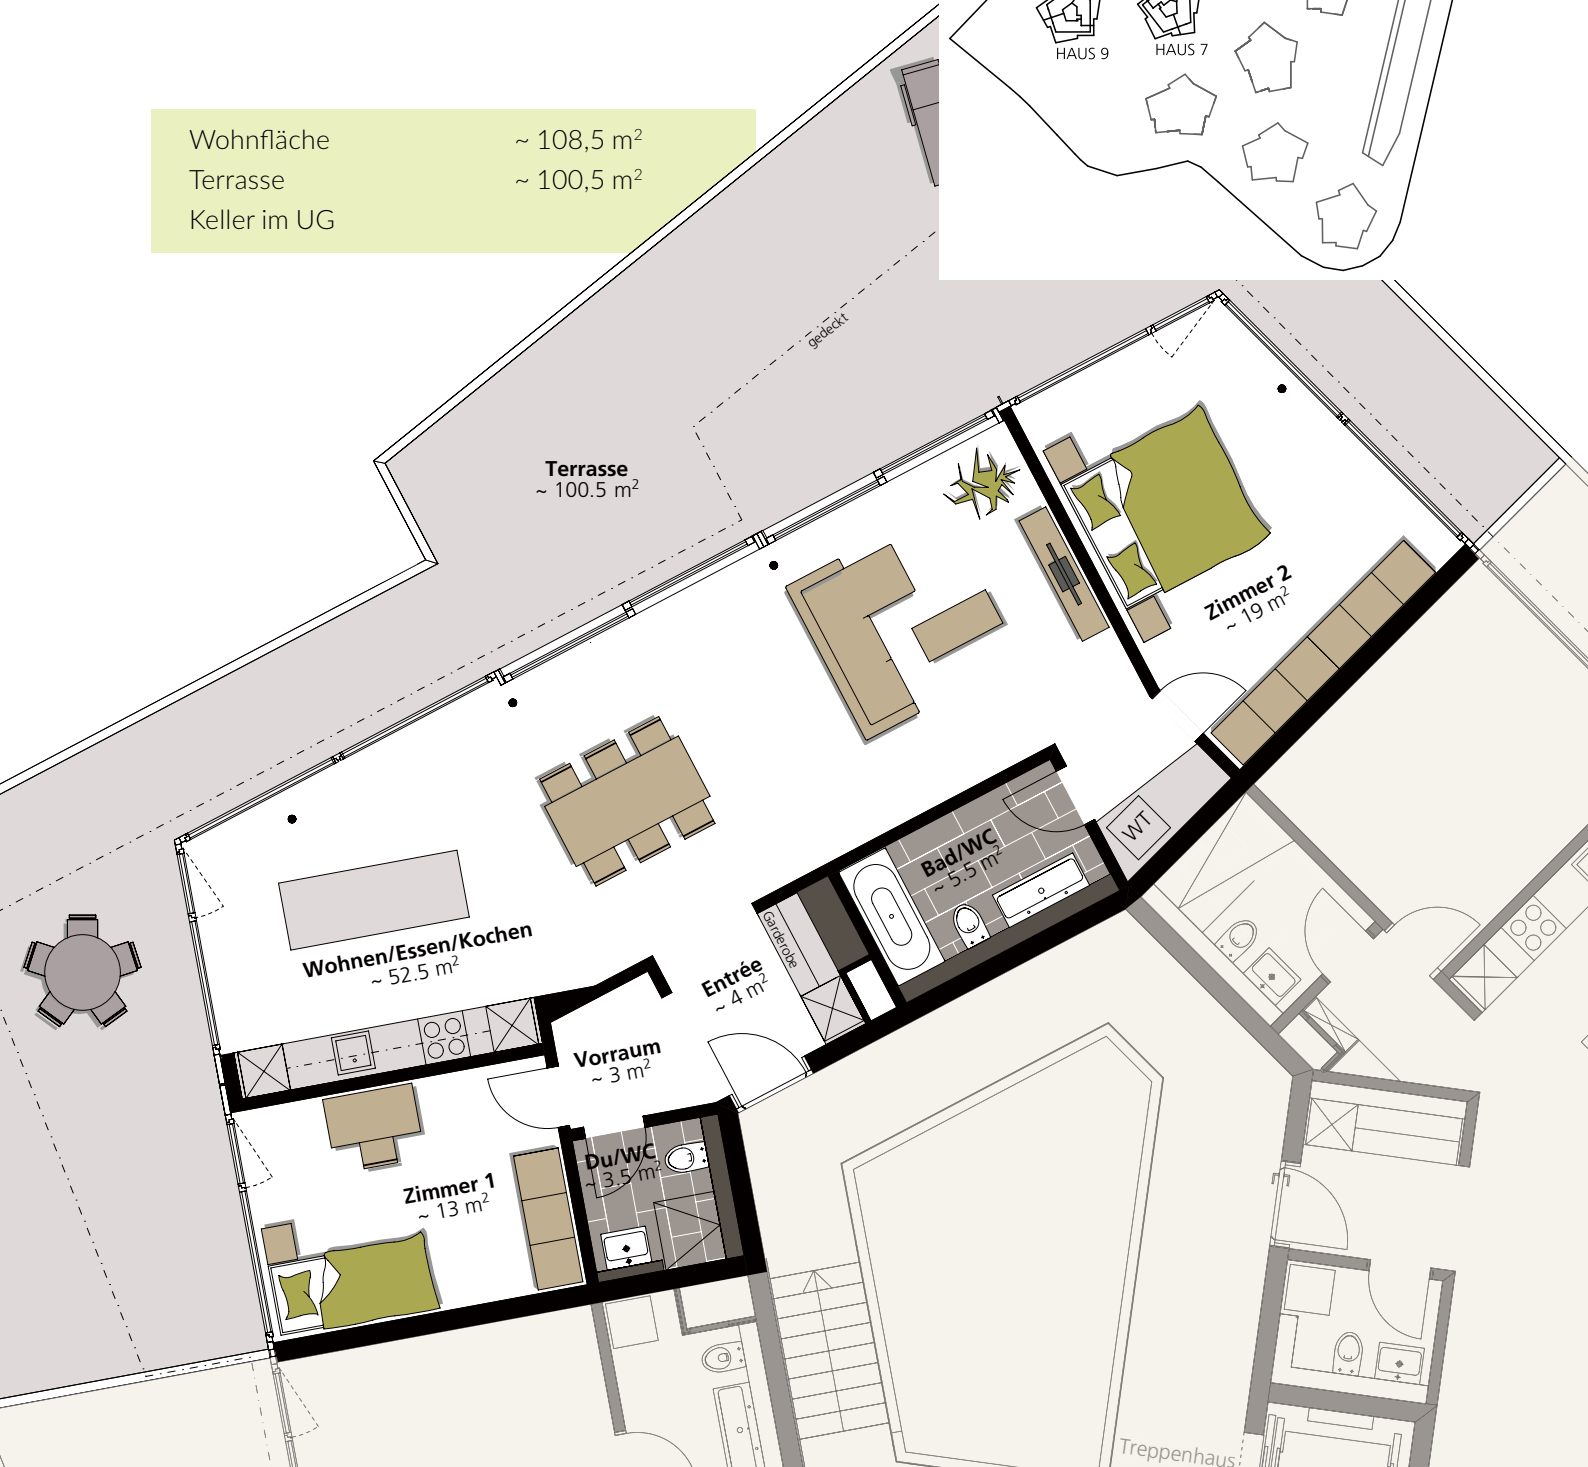 HAUS 9
HAUS 7
Wohnfläche ~ 108,5 m²
Terrasse ~ 100,5 m²
Keller im UG
gedeckt
Terrasse
~ 100.5 m²
Zimmer 2
~ 19 m²
WT
Bad/WC
~ 5.5 m²
Garderobe
Wohnen/Essen/Kochen
~ 52.5 m²
Entrée
~ 4 m²
Vorraum
~ 3 m²
Du/WC
~ 3.5 m²
Zimmer 1
~ 13 m²
Treppenhaus